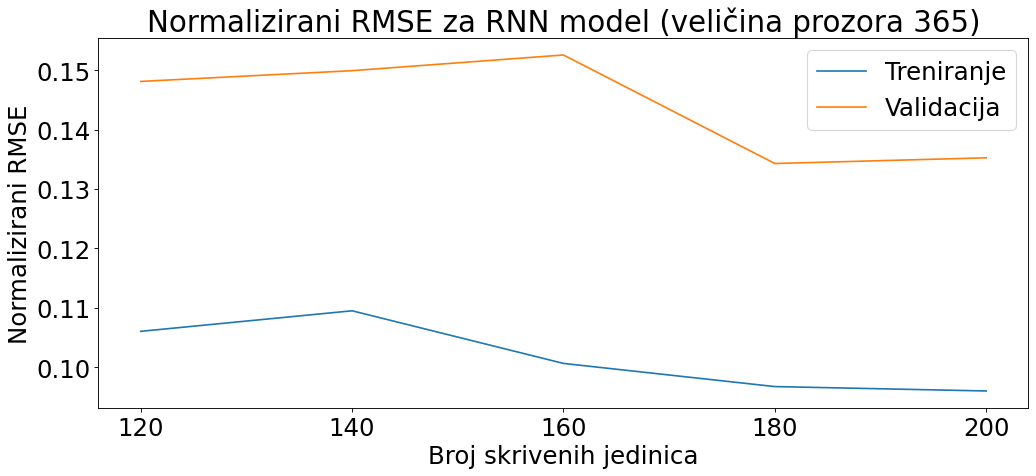 Normalizirani RMSE za RNN model (veličina prozora 365)
Treniranje
Validacija
Normalizirani RMSE
0.15
0.14
0.13
0.12
0.11
0.10
120 140 160 180 200
Broj skrivenih jedinica